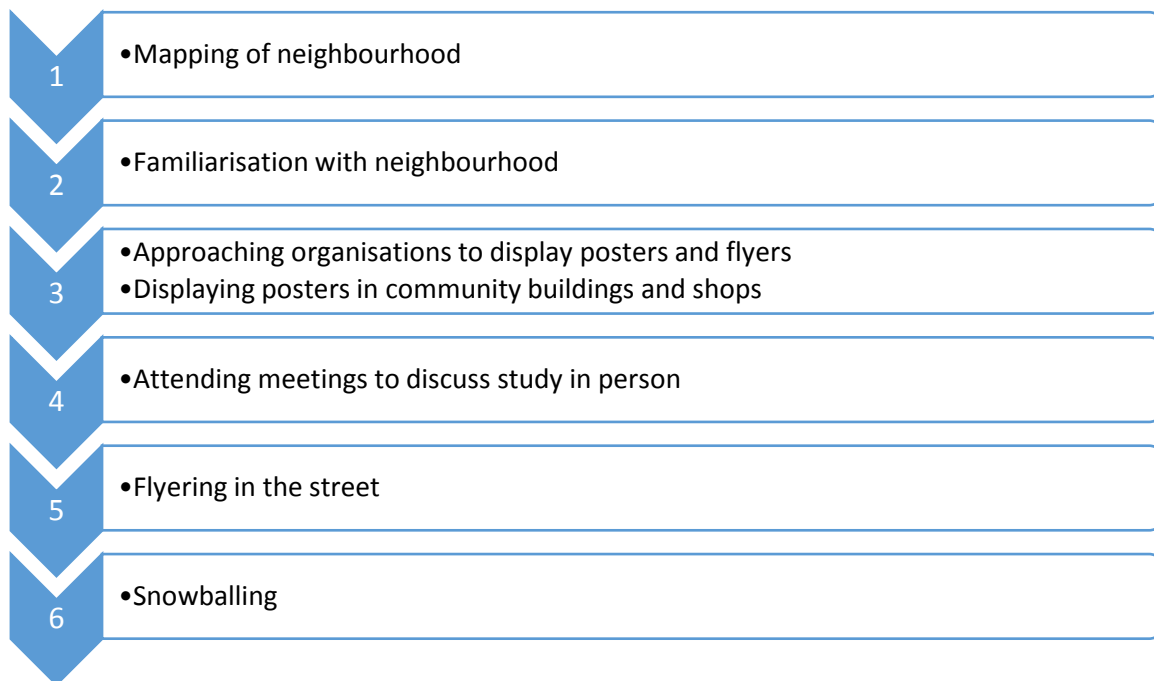 1
•Mapping of neighbourhood
2
•Familiarisation with neighbourhood
3
•Approaching organisations to display posters and flyers
•Displaying posters in community buildings and shops
4
•Attending meetings to discuss study in person
5
•Flyering in the street
6
•Snowballing